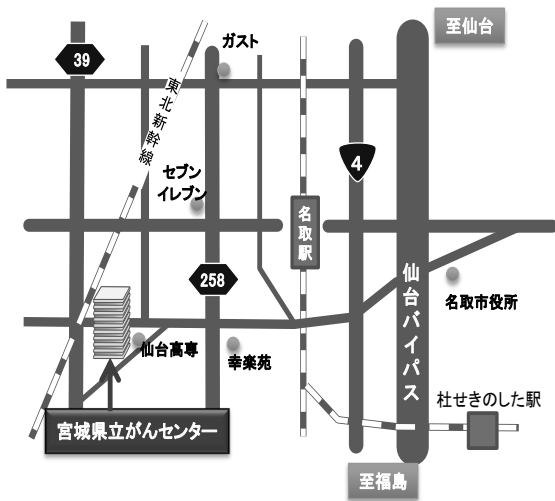 至仙台
ガスト
39
東北新幹線
セブン
イレブン
4
名取駅
258
仙台バイパス
名取市役所
仙台高専
幸楽苑
杜せきのした駅
宮城県立がんセンター
至福島